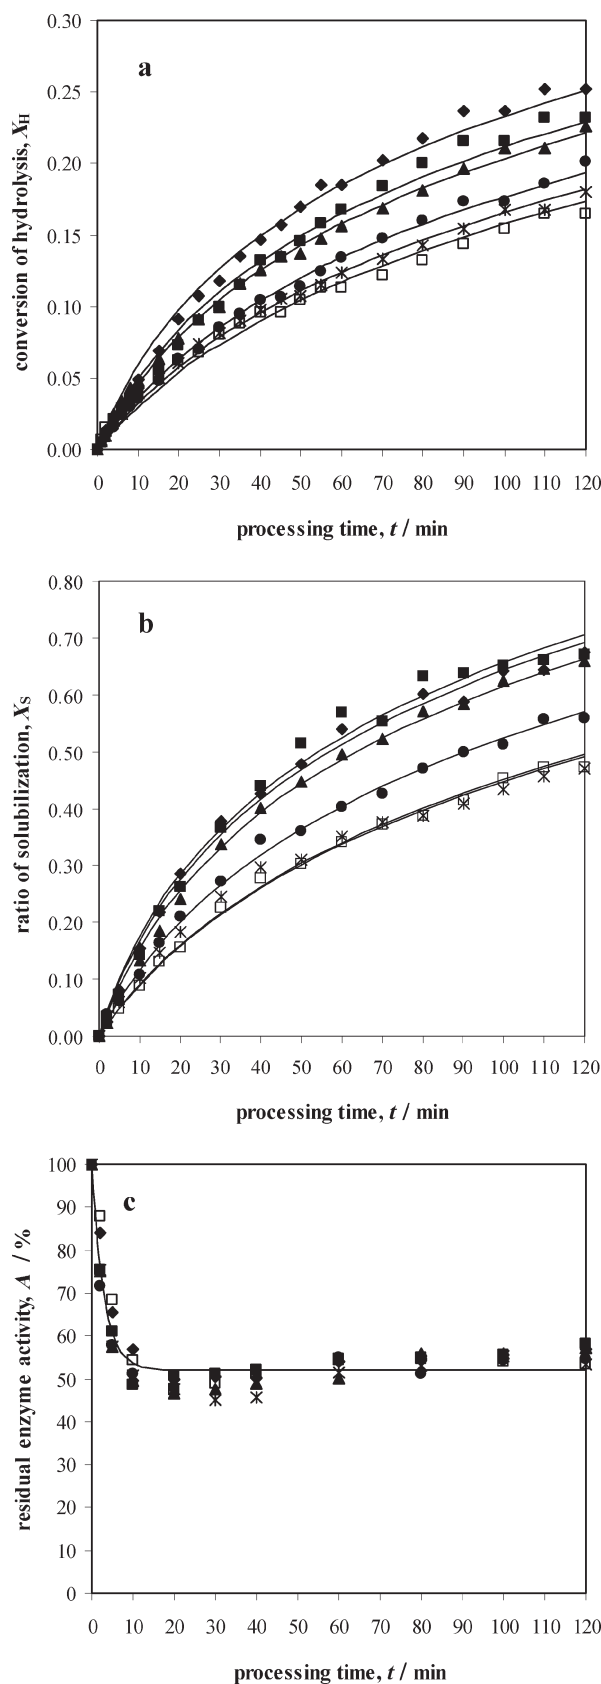 a
conversion of hydrolysis, XH
0.30
0.25
0.20
0.15
0.10
0.05
0.00
0 10 20 30 40 50 60 70 80 90 100 110 120
processing time, t / min
b
ratio of solubilization, XS
0.80
0.70
0.60
0.50
0.40
0.30
0.20
0.10
0.00
0 10 20 30 40 50 60 70 80 90 100 110 120
processing time, t / min
c
residual enzyme activity, A / %
100
90
80
70
60
50
40
30
20
10
0
0 10 20 30 40 50 60 70 80 90 100 110 120
processing time, t / min